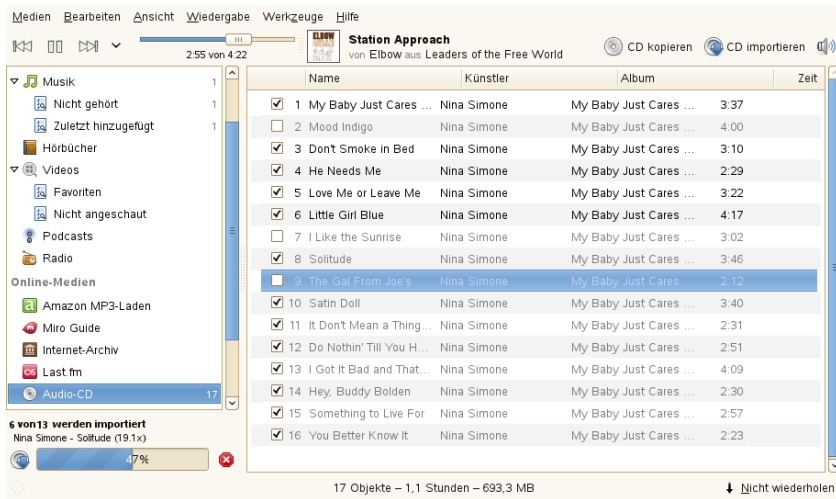 Medien Bearbeiten Ansicht Wiedergabe Werkzeuge Hilfe
2:55 von 4:22
ELBOW
Station Approach
von Elbow aus Leaders of the Free World
CD kopieren
CD importieren
Musik 1
Nicht gehört 1
Zuletzt hinzugefügt 1
Hörbücher
Videos
Favoriten
Nicht angeschaut
Podcasts
Radio
Online-Medien
Amazon MP3-Laden
Miro Guide
Internet-Archiv
Last.fm
Audio-CD 17
6 von13 werden importiert
Nina Simone - Solitude (19.1x)
47%
Name Künstler Album Zeit
1 My Baby Just Cares ... Nina Simone My Baby Just Cares ... 3:37
2 Mood Indigo Nina Simone My Baby Just Cares ... 4:00
3 Don't Smoke in Bed Nina Simone My Baby Just Cares ... 3:10
4 He Needs Me Nina Simone My Baby Just Cares ... 2:29
5 Love Me or Leave Me Nina Simone My Baby Just Cares ... 3:22
6 Little Girl Blue Nina Simone My Baby Just Cares ... 4:17
7 I Like the Sunrise Nina Simone My Baby Just Cares ... 3:02
8 Solitude Nina Simone My Baby Just Cares ... 3:46
9 The Gal From Joe's Nina Simone My Baby Just Cares ... 2:12
10 Satin Doll Nina Simone My Baby Just Cares ... 3:40
11 It Don't Mean a Thing... Nina Simone My Baby Just Cares ... 2:31
12 Do Nothin' Till You H... Nina Simone My Baby Just Cares ... 2:51
13 I Got It Bad and That... Nina Simone My Baby Just Cares ... 4:09
14 Hey, Buddy Bolden Nina Simone My Baby Just Cares ... 2:30
15 Something to Live For Nina Simone My Baby Just Cares ... 2:57
16 You Better Know It Nina Simone My Baby Just Cares ... 2:23
17 Objekte – 1,1 Stunden – 693,3 MB
Nicht wiederholen